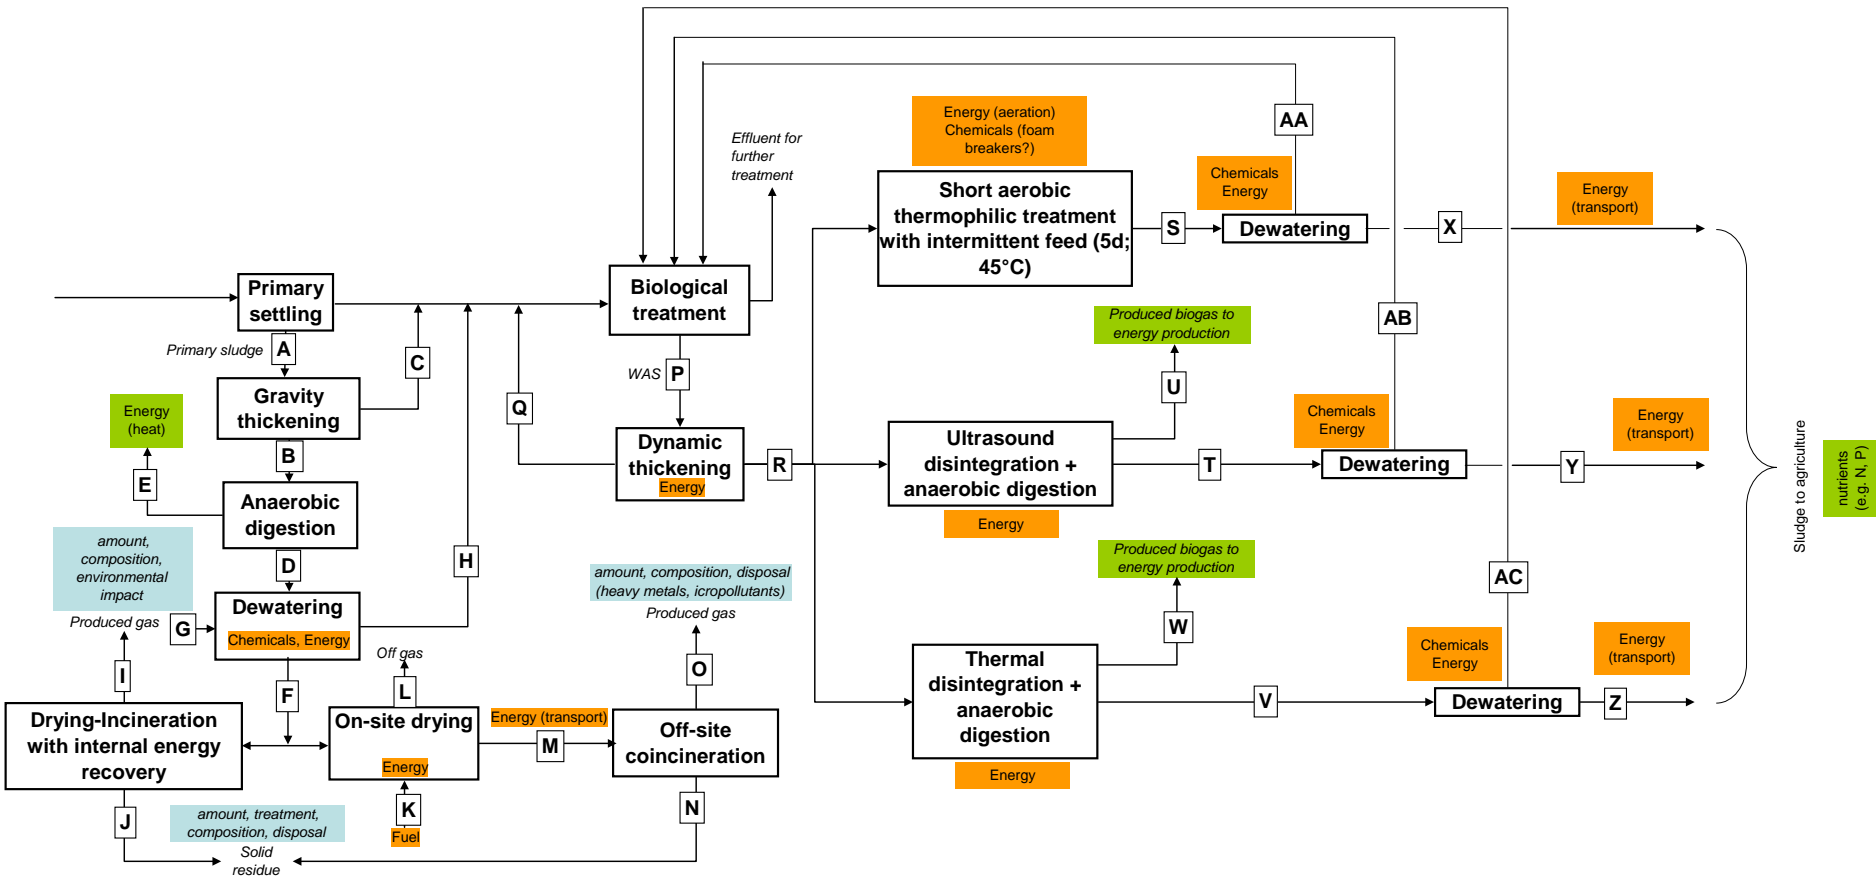 Energy (aeration)
Chemicals (foam
breakers?)
AA
Effluent for
further
treatment
Chemicals
Energy
Energy
(transport)
Short aerobic
thermophilic treatment
with intermittent feed (5d;
45°C)
S
Dewatering
X
Primary
settling
Biological
treatment
Produced biogas to
energy production
AB
Primary sludge
A
C
WAS
P
U
Gravity
thickening
Q
Energy
(heat)
Chemicals
Energy
Energy
(transport)
B
Dynamic
thickening
Energy
R
Ultrasound
disintegration +
anaerobic digestion
T
Dewatering
Y
Sludge to agriculture
nutrients
(e.g. N, P)
E
Anaerobic
digestion
Energy
amount,
composition,
environmental
impact
D
H
Produced biogas to
energy production
amount, composition, disposal
(heavy metals, icropollutants)
Produced gas
AC
Dewatering
Chemicals, Energy
G
Produced gas
W
Chemicals
Energy
Energy
(transport)
Off gas
I
F
L
O
Thermal
disintegration +
anaerobic
digestion
V
Dewatering
Z
Drying-Incineration
with internal energy
recovery
On-site drying
Energy
Energy (transport)
M
Off-site
coincineration
Energy
J
K
Fuel
N
amount, treatment,
composition, disposal
Solid
residue